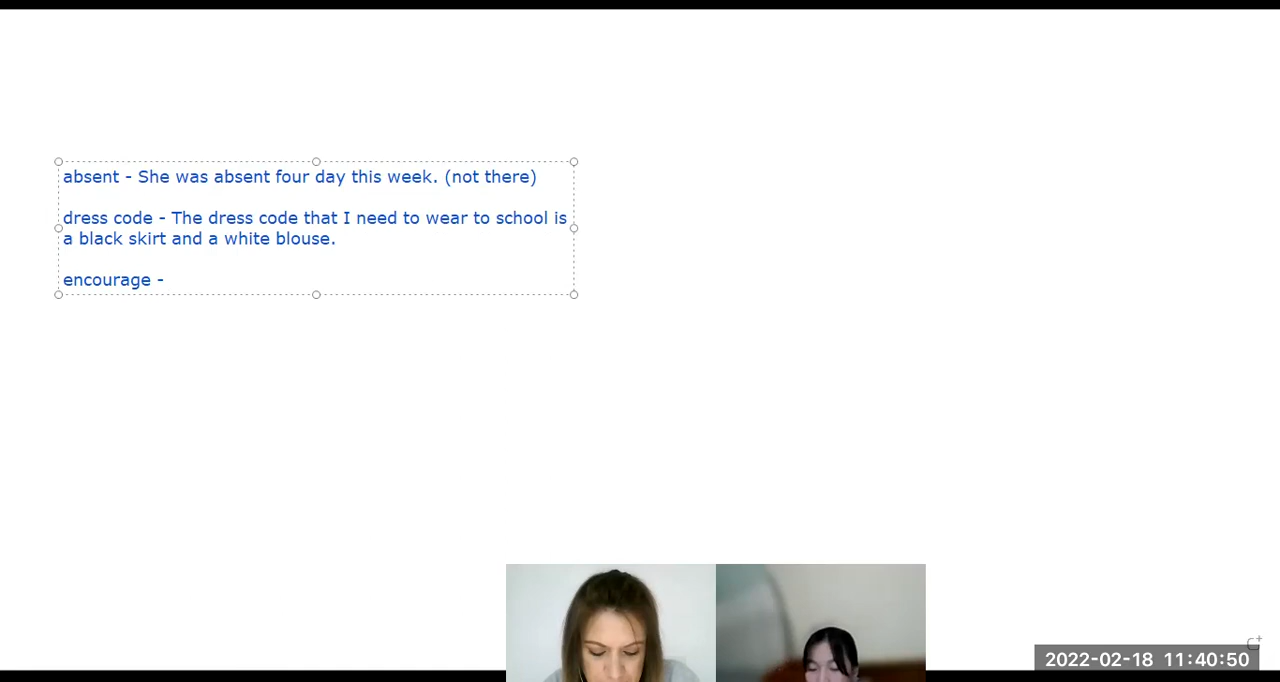 absent - She was absent four day this week. (not there)
dress code - The dress code that I need to wear to school is
a black skirt and a white blouse.
encourage -
2022-02-18 11:40:50